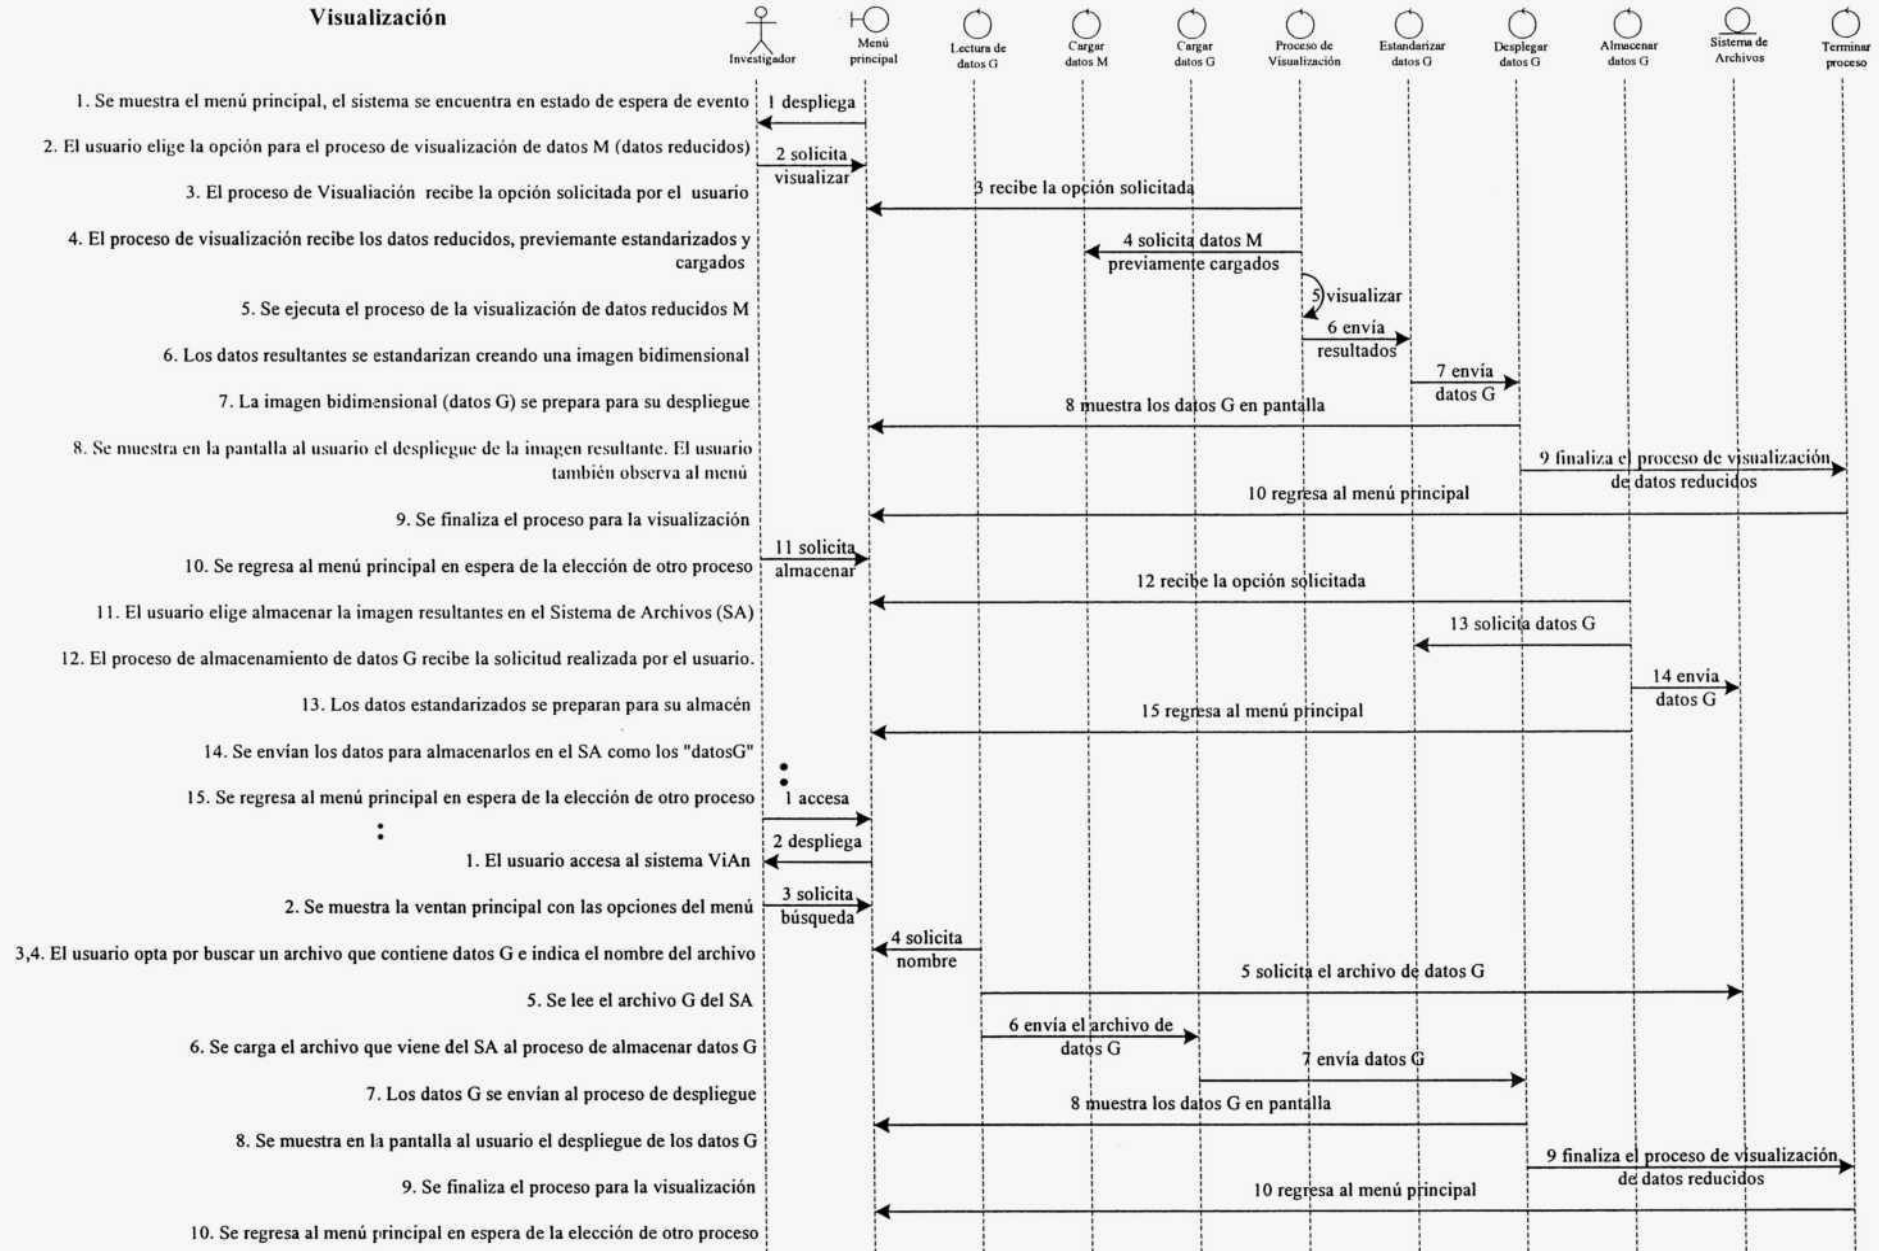 Visualización
Investigador
Menú
principal
Lectura de
datos G
Cargar
datos M
Cargar
datos G
Proceso de
Visualización
Estandarizar
datos G
Desplegar
datos G
Almacenar
datos G
Sistema de
Archivos
Terminar
proceso
1. Se muestra el menú principal, el sistema se encuentra en estado de espera de evento
1 despliega
2. El usuario elige la opción para el proceso de visualización de datos M (datos reducidos)
2 solicita
visualizar
3. El proceso de Visualiación recibe la opción solicitada por el usuario
3 recibe la opción solicitada
4. El proceso de visualización recibe los datos reducidos, previemante estandarizados y
cargados
4 solicita datos M
previamente cargados
5. Se ejecuta el proceso de la visualización de datos reducidos M
5 visualizar
6. Los datos resultantes se estandarizan creando una imagen bidimensional
6 envía
resultados
7. La imagen bidimensional (datos G) se prepara para su despliegue
7 envía
datos G
8 muestra los datos G en pantalla
8. Se muestra en la pantalla al usuario el despliegue de la imagen resultante. El usuario
también observa al menú
9 finaliza el proceso de visualización
de datos reducidos
9. Se finaliza el proceso para la visualización
10 regresa al menú principal
10. Se regresa al menú principal en espera de la elección de otro proceso
11 solicita
almacenar
11. El usuario elige almacenar la imagen resultantes en el Sistema de Archivos (SA)
12 recibe la opción solicitada
12. El proceso de almacenamiento de datos G recibe la solicitud realizada por el usuario.
13 solicita datos G
13. Los datos estandarizados se preparan para su almacén
14 envía
datos G
14. Se envían los datos para almacenarlos en el SA como los "datosG"
15 regresa al menú principal
15. Se regresa al menú principal en espera de la elección de otro proceso
1 accesa
1. El usuario accesa al sistema ViAn
2 despliega
2. Se muestra la ventan principal con las opciones del menú
3 solicita
búsqueda
3,4. El usuario opta por buscar un archivo que contiene datos G e indica el nombre del archivo
4 solicita
nombre
5. Se lee el archivo G del SA
5 solicita el archivo de datos G
6. Se carga el archivo que viene del SA al proceso de almacenar datos G
6 envía el archivo de
datos G
7. Los datos G se envían al proceso de despliegue
7 envía datos G
8. Se muestra en la pantalla al usuario el despliegue de los datos G
8 muestra los datos G en pantalla
9. Se finaliza el proceso para la visualización
9 finaliza el proceso de visualización
de datos reducidos
10. Se regresa al menú principal en espera de la elección de otro proceso
10 regresa al menú principal